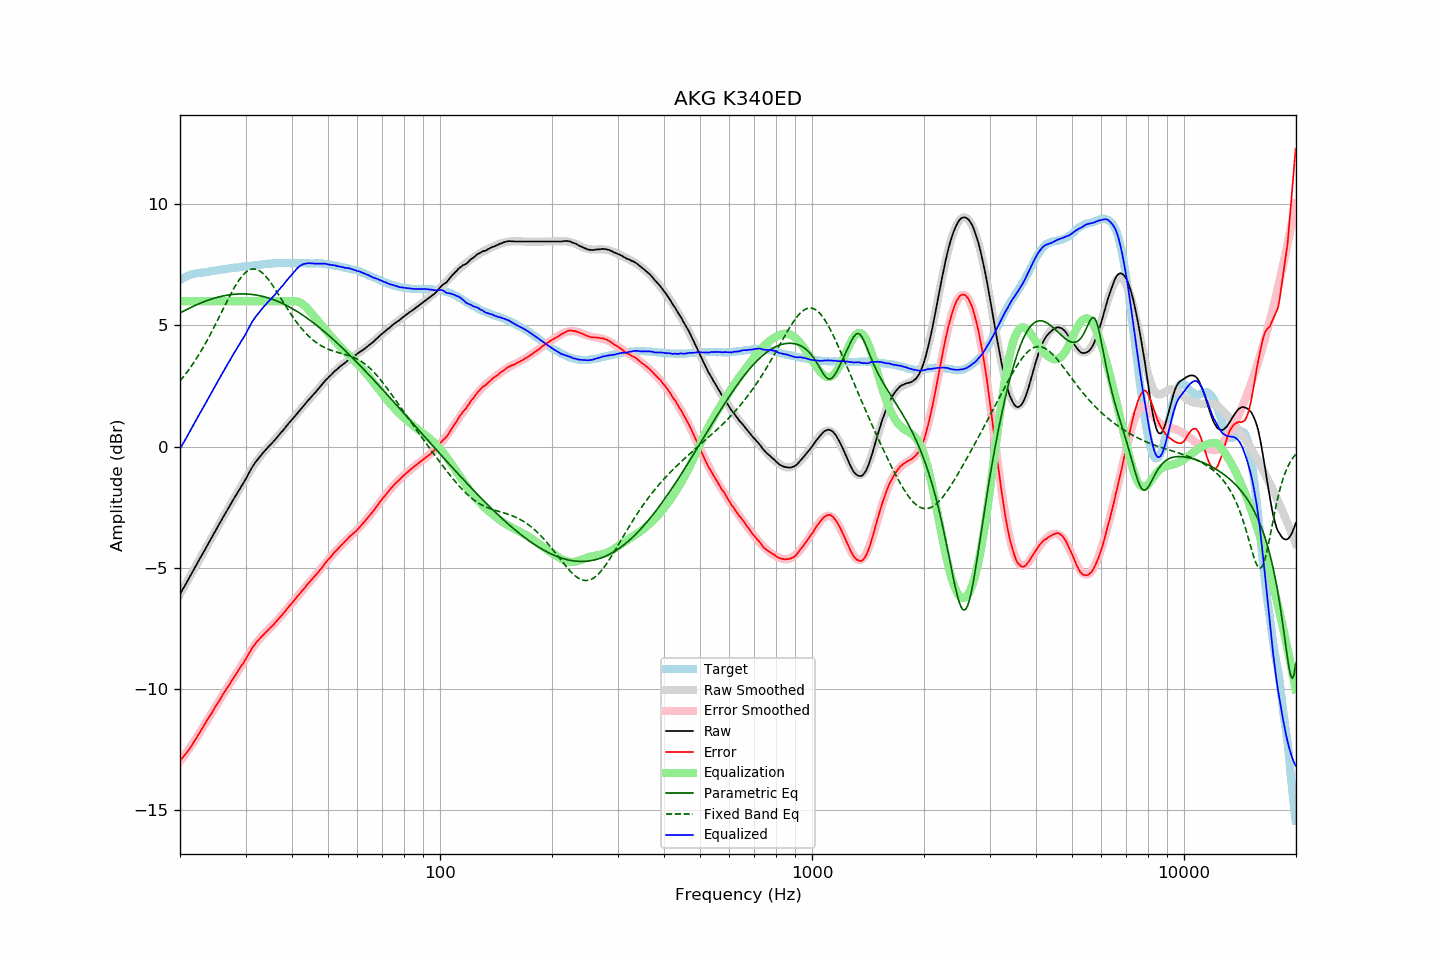 AKG K340ED
Amplitude (dBr)
10
5
0
−5
−10
−15
Target
Raw Smoothed
Error Smoothed
Raw
Error
Equalization
Parametric Eq
Fixed Band Eq
Equalized
100
1000
10000
Frequency (Hz)